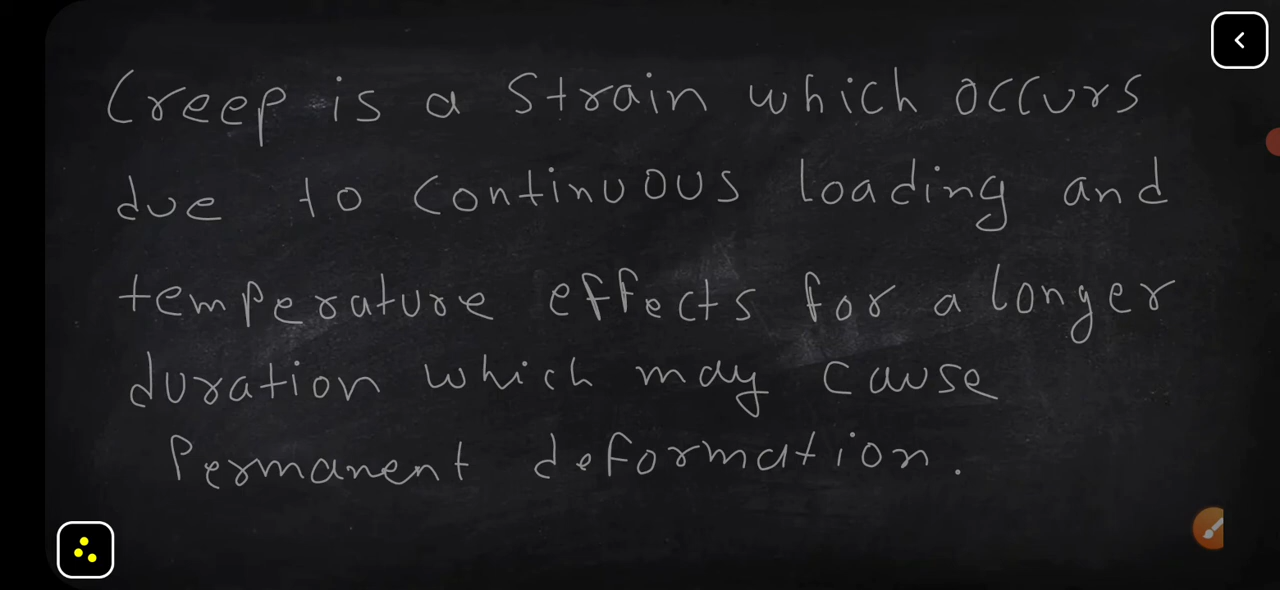 Creep is a strain which occurs
due to continuous loading and
temperature effects for a longer
duration which may cause
Permanent deformation.